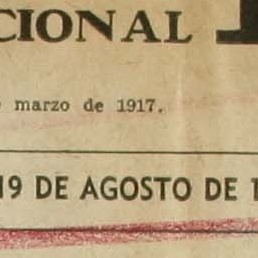 CIONAL
marzo de 1917.
19 DE AGOSTO DE 1